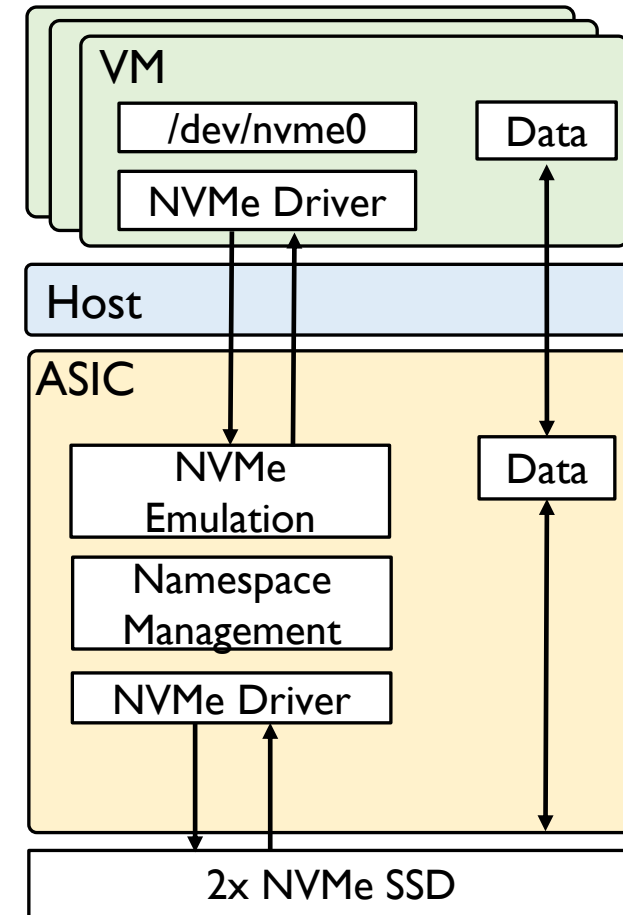 VM
/dev/nvme0
Data
NVMe Driver
Host
ASIC
NVMe
Emulation
Data
Namespace
Management
NVMe Driver
2x NVMe SSD